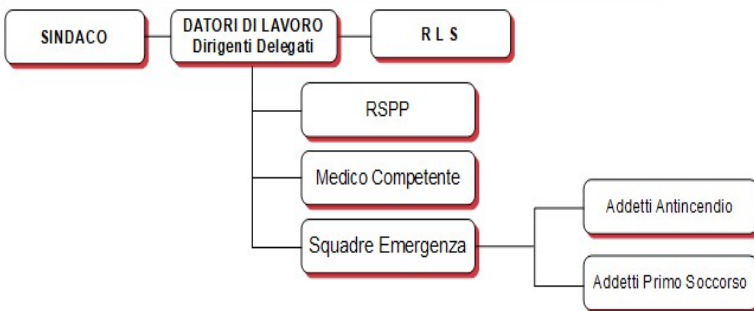 SINDACO
DATORI DI LAVORO
Dirigenti Delegati
R L S
RSPP
Medico Competente
Squadre Emergenza
Addetti Antincendio
Addetti Primo Soccorso